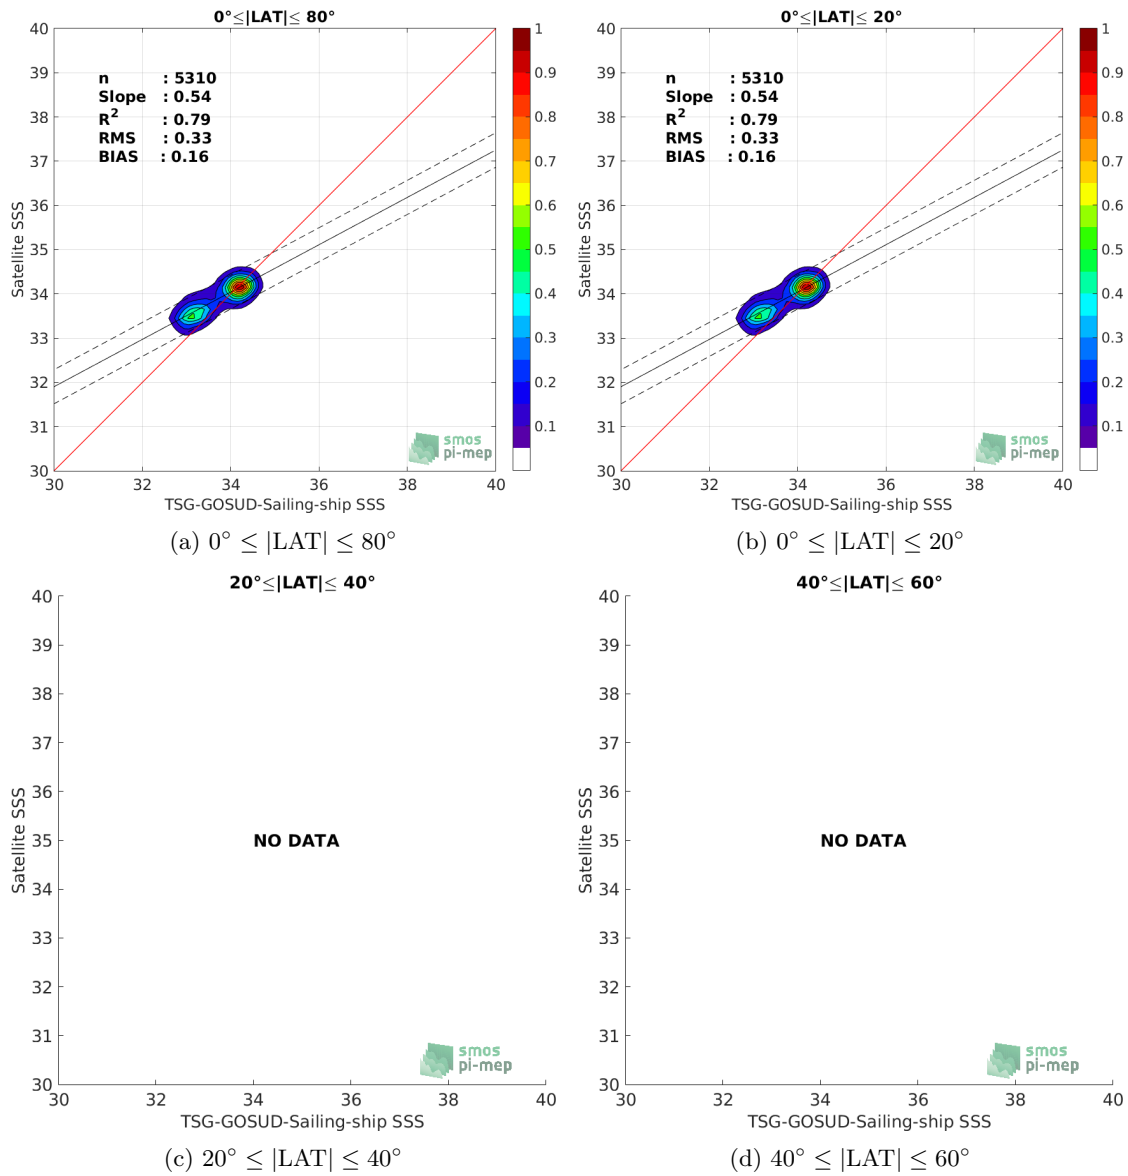 0°≤|LAT|≤ 80°
40
39
38
37
36
35
34
33
32
31
30
Satellite SSS
n : 5310
Slope : 0.54
R2 : 0.79
RMS : 0.33
BIAS : 0.16
smos
pi-mep
30 32 34 36 38 40
TSG-GOSUD-Sailing-ship SSS
1
0.9
0.8
0.7
0.6
0.5
0.4
0.3
0.2
0.1
(a) 0° ≤ |LAT| ≤ 80°
0°≤|LAT|≤ 20°
40
39
38
37
36
35
34
33
32
31
30
Satellite SSS
n : 5310
Slope : 0.54
R2 : 0.79
RMS : 0.33
BIAS : 0.16
smos
pi-mep
30 32 34 36 38 40
TSG-GOSUD-Sailing-ship SSS
1
0.9
0.8
0.7
0.6
0.5
0.4
0.3
0.2
0.1
(b) 0° ≤ |LAT| ≤ 20°
20°≤|LAT|≤ 40°
40
39
38
37
36
35
34
33
32
31
30
Satellite SSS
NO DATA
smos
pi-mep
30 32 34 36 38 40
TSG-GOSUD-Sailing-ship SSS
(c) 20° ≤ |LAT| ≤ 40°
40°≤|LAT|≤ 60°
40
39
38
37
36
35
34
33
32
31
30
Satellite SSS
NO DATA
smos
pi-mep
30 32 34 36 38 40
TSG-GOSUD-Sailing-ship SSS
(d) 40° ≤ |LAT| ≤ 60°